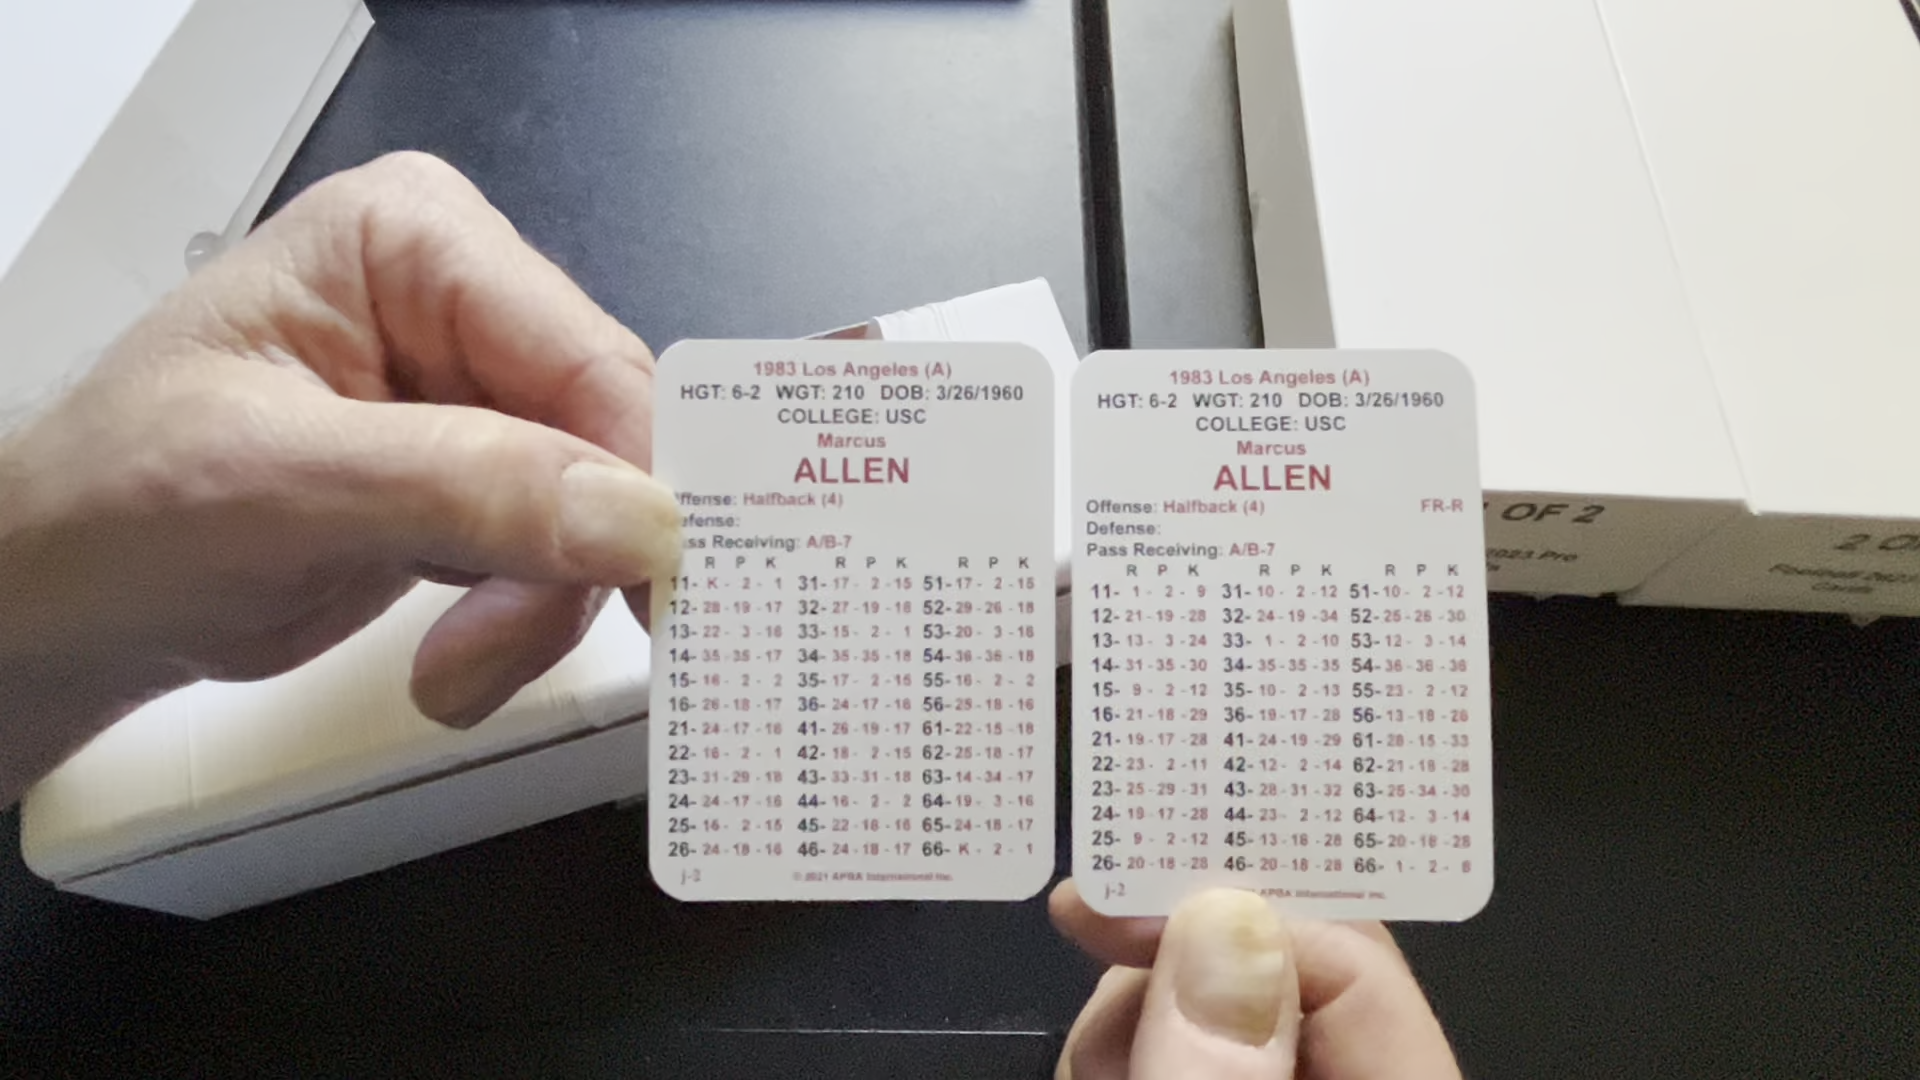 1983 Los Angeles (A)
HGT: 6-2 WGT: 210 DOB: 3/26/1960
COLLEGE: USC
Marcus
ALLEN
ffense: Halfback (4)
efense:
ss Receiving: A/B-7
R P K R P K R P K
11- K - 2 - 1 31- 17 - 2 - 15 51- 17 - 2 - 15
12- 28 - 19 - 17 32- 27 - 19 - 16 52- 29 - 26 - 18
13- 22 - 3 - 16 33- 15 - 2 - 1 53- 20 - 3 - 16
14- 35 - 35 - 17 34- 35 - 35 - 18 54- 36 - 36 - 18
15- 16 - 2 - 2 35- 17 - 2 - 15 55- 16 - 2 - 2
16- 26 - 18 - 17 36- 24 - 17 - 16 56- 25 - 18 - 16
21- 24 - 17 - 16 41- 26 - 19 - 17 61- 22 - 15 - 18
22- 16 - 2 - 1 42- 18 - 2 - 15 62- 25 - 18 - 17
23- 31 - 29 - 18 43- 33 - 31 - 18 63- 14 - 34 - 17
24- 24 - 17 - 16 44- 16 - 2 - 2 64- 19 - 3 - 16
25- 16 - 2 - 15 45- 22 - 16 - 16 65- 24 - 18 - 17
26- 24 - 18 - 16 46- 24 - 18 - 17 66- K - 2 - 1
j-2
© 2021 APBA International Inc.
1983 Los Angeles (A)
HGT: 6-2 WGT: 210 DOB: 3/26/1960
COLLEGE: USC
Marcus
ALLEN
Offense: Halfback (4) FR-R
Defense:
Pass Receiving: A/B-7
R P K R P K R P K
11- 1 - 2 - 9 31- 10 - 2 - 12 51- 10 - 2 - 12
12- 21 - 19 - 28 32- 24 - 19 - 34 52- 25 - 26 - 30
13- 13 - 3 - 24 33- 1 - 2 - 10 53- 12 - 3 - 14
14- 31 - 35 - 30 34- 35 - 35 - 35 54- 36 - 36 - 36
15- 9 - 2 - 12 35- 10 - 2 - 13 55- 23 - 2 - 12
16- 21 - 18 - 29 36- 19 - 17 - 28 56- 13 - 18 - 26
21- 19 - 17 - 28 41- 24 - 19 - 29 61- 28 - 15 - 33
22- 23 - 2 - 11 42- 12 - 2 - 14 62- 21 - 18 - 28
23- 25 - 29 - 31 43- 28 - 31 - 32 63- 25 - 34 - 30
24- 19 - 17 - 28 44- 23 - 2 - 12 64- 12 - 3 - 14
25- 9 - 2 - 12 45- 13 - 16 - 28 65- 20 - 18 - 28
26- 20 - 18 - 28 46- 20 - 18 - 28 66- 1 - 2 - 8
j-2
APBA International Inc.
OF 2
2023 Pro
2 O
Football
Cards